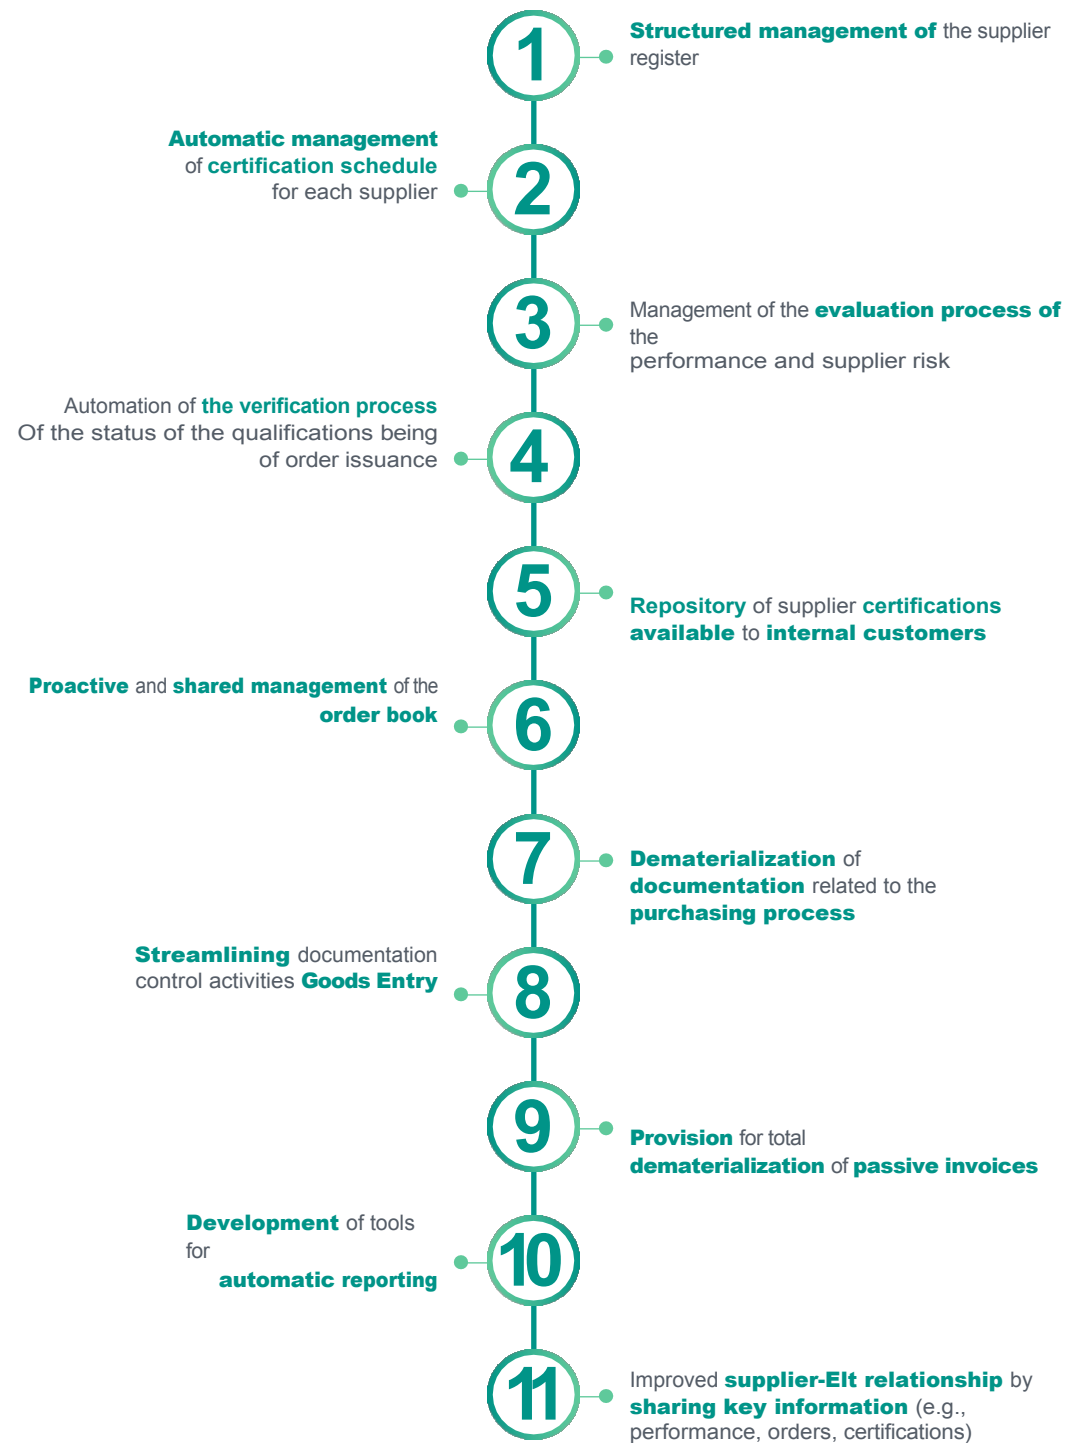 1
Structured management of the supplier
register
Automatic management
of certification schedule
for each supplier
2
3
Management of the evaluation process of
the
performance and supplier risk
Automation of the verification process
Of the status of the qualifications being
of order issuance
4
5
Repository of supplier certifications
available to internal customers
Proactive and shared management of the
order book
6
7
Dematerialization of
documentation related to the
purchasing process
Streamlining documentation
control activities Goods Entry
8
9
Provision for total
dematerialization of passive invoices
Development of tools
for
automatic reporting
10
11
Improved supplier-Elt relationship by
sharing key information (e.g.,
performance, orders, certifications)